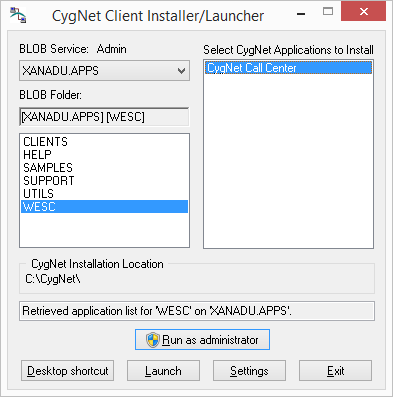 CygNet Client Installer/Launcher
BLOB Service: Admin
XANADU.APPS
BLOB Folder:
[XANADU.APPS] [WESC]
CLIENTS
HELP
SAMPLES
SUPPORT
UTILS
WESC
Select CygNet Applications to Install
CygNet Call Center
CygNet Installation Location
C:\CygNet\
Retrieved application list for 'WESC' on 'XANADU.APPS'.
Run as administrator
Desktop shortcut
Launch
Settings
Exit